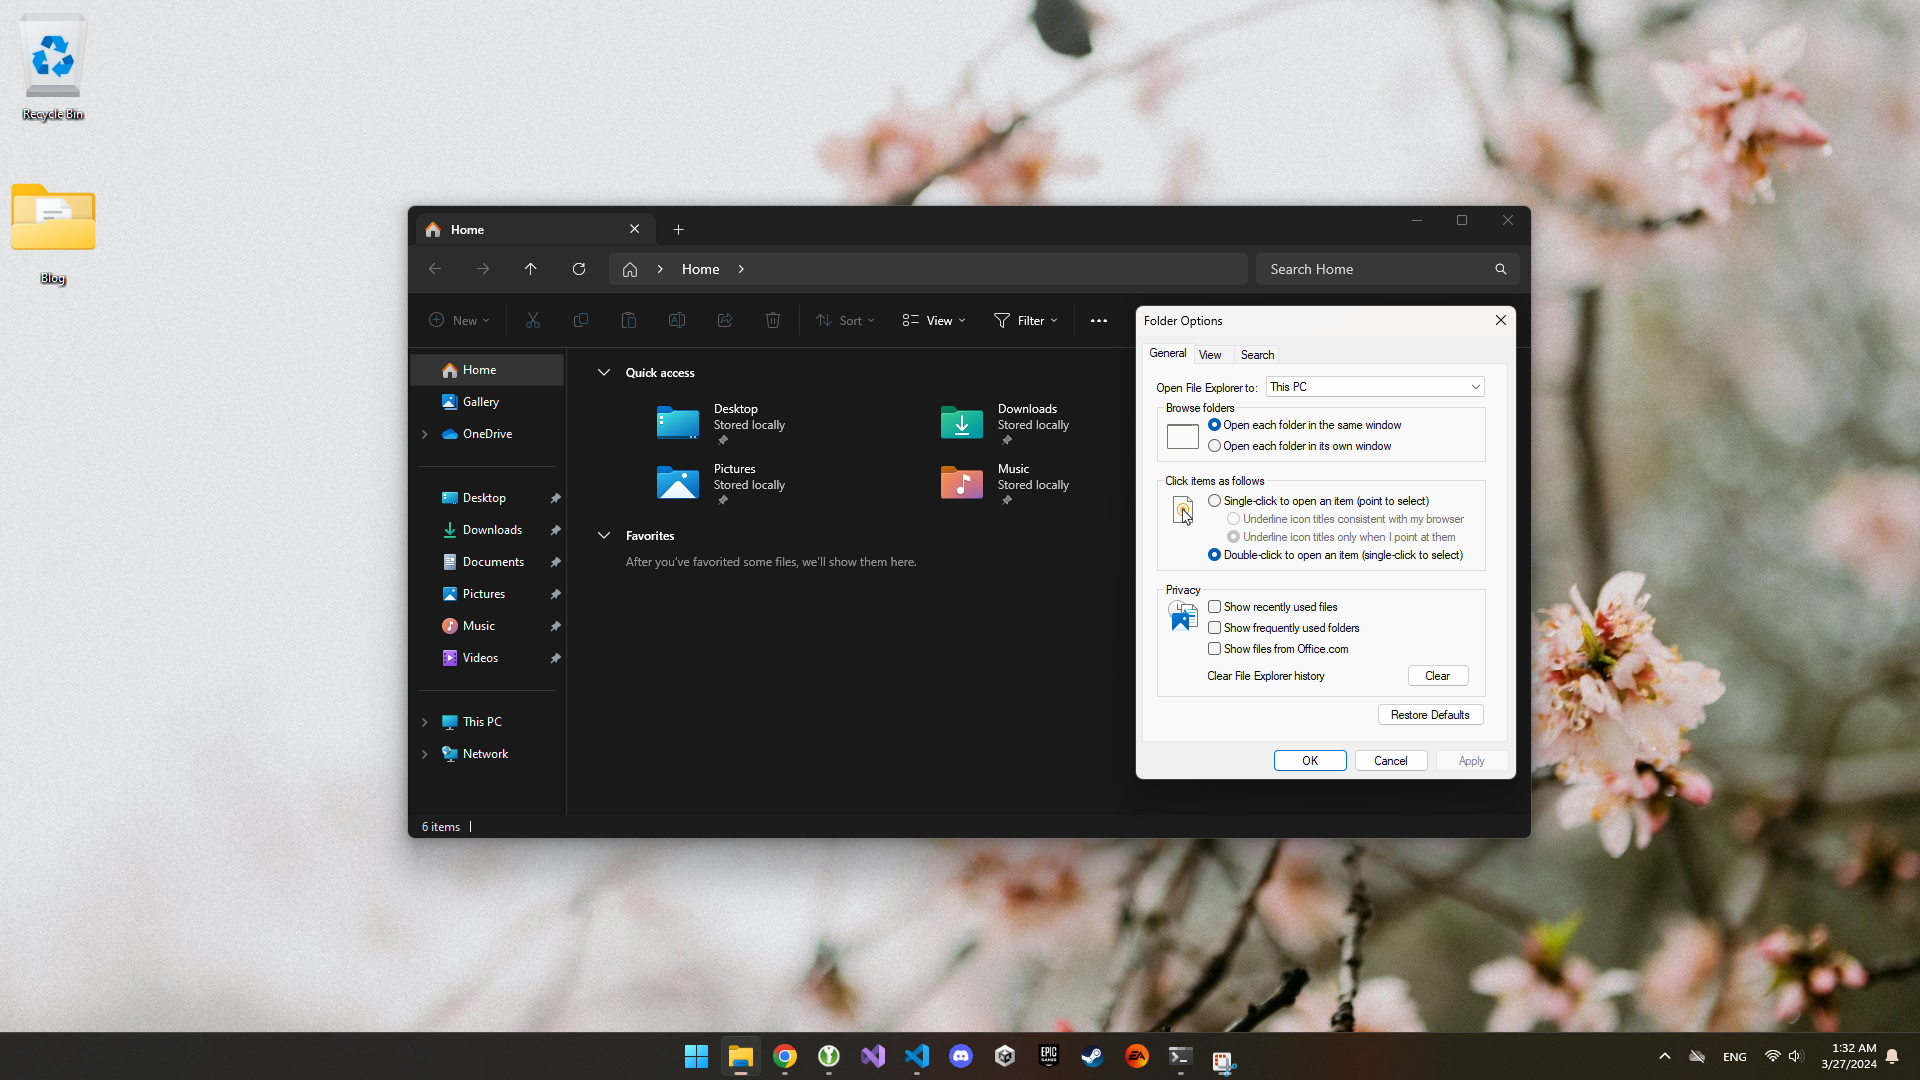 Recycle Bin
Blog
Home
Home
Search Home
New
Sort
View
Filter
Home
Gallery
OneDrive
Desktop
Downloads
Documents
Pictures
Music
Videos
This PC
Network
Quick access
Desktop
Stored locally
Downloads
Stored locally
Pictures
Stored locally
Music
Stored locally
Favorites
After you've favorited some files, we'll show them here.
6 items
Folder Options
General View Search
Open File Explorer to: This PC
Browse folders
Open each folder in the same window
Open each folder in its own window
Click items as follows
Single-click to open an item (point to select)
Underline icon titles consistent with my browser
Underline icon titles only when I point at them
Double-click to open an item (single-click to select)
Privacy
Show recently used files
Show frequently used folders
Show files from Office.com
Clear File Explorer history Clear
Restore Defaults
OK Cancel Apply
EPIC
GAMES
EA
ENG
1:32 AM
3/27/2024